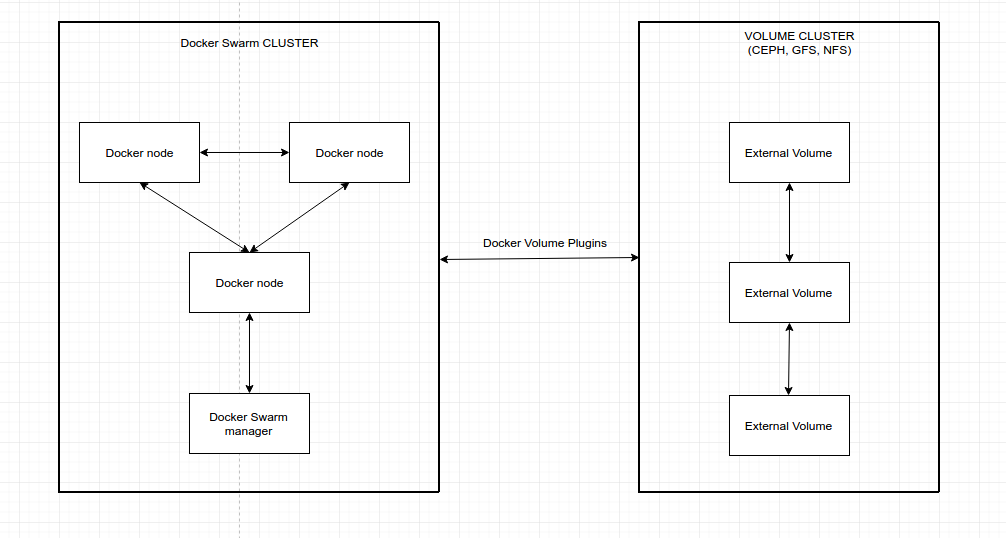 Docker Swarm CLUSTER
VOLUME CLUSTER
(CEPH, GFS, NFS)
Docker node
Docker node
External Volume
Docker Volume Plugins
Docker node
External Volume
Docker Swarm
manager
External Volume